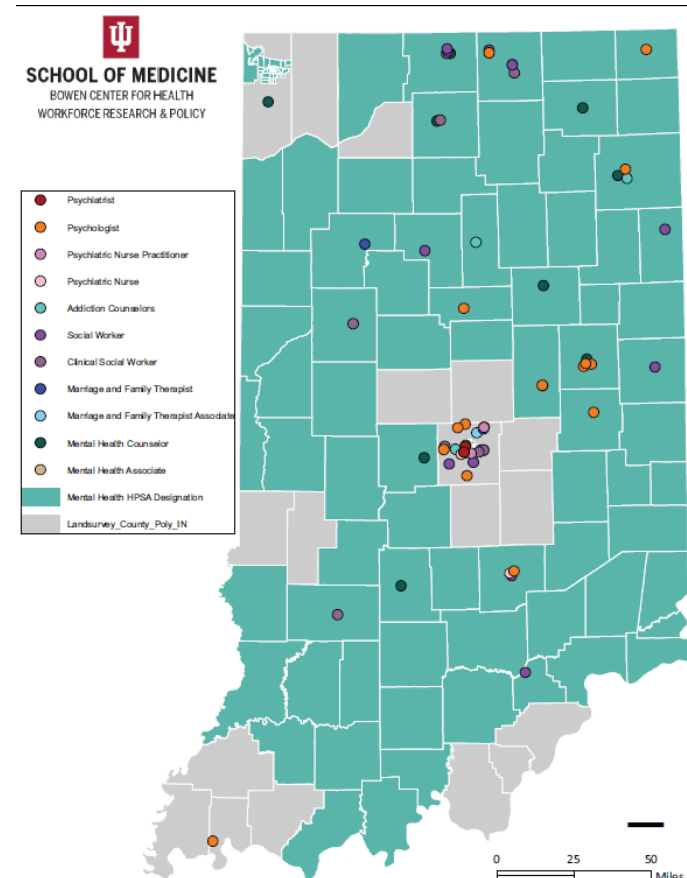 SCHOOL OF MEDICINE
BOWEN CENTER FOR HEALTH
WORKFORCE RESEARCH & POLICY
Psychiatrist
Psychologist
Psychiatric Nurse Practitioner
Psychiatric Nurse
Addiction Counselors
Social Worker
Clinical Social Worker
Marriage and Family Therapist
Marriage and Family Therapist Associate
Mental Health Counselor
Mental Health Associate
Mental Health HPSA Designation
Landsurvey_County_Poly_IN
0 25 50
Miles